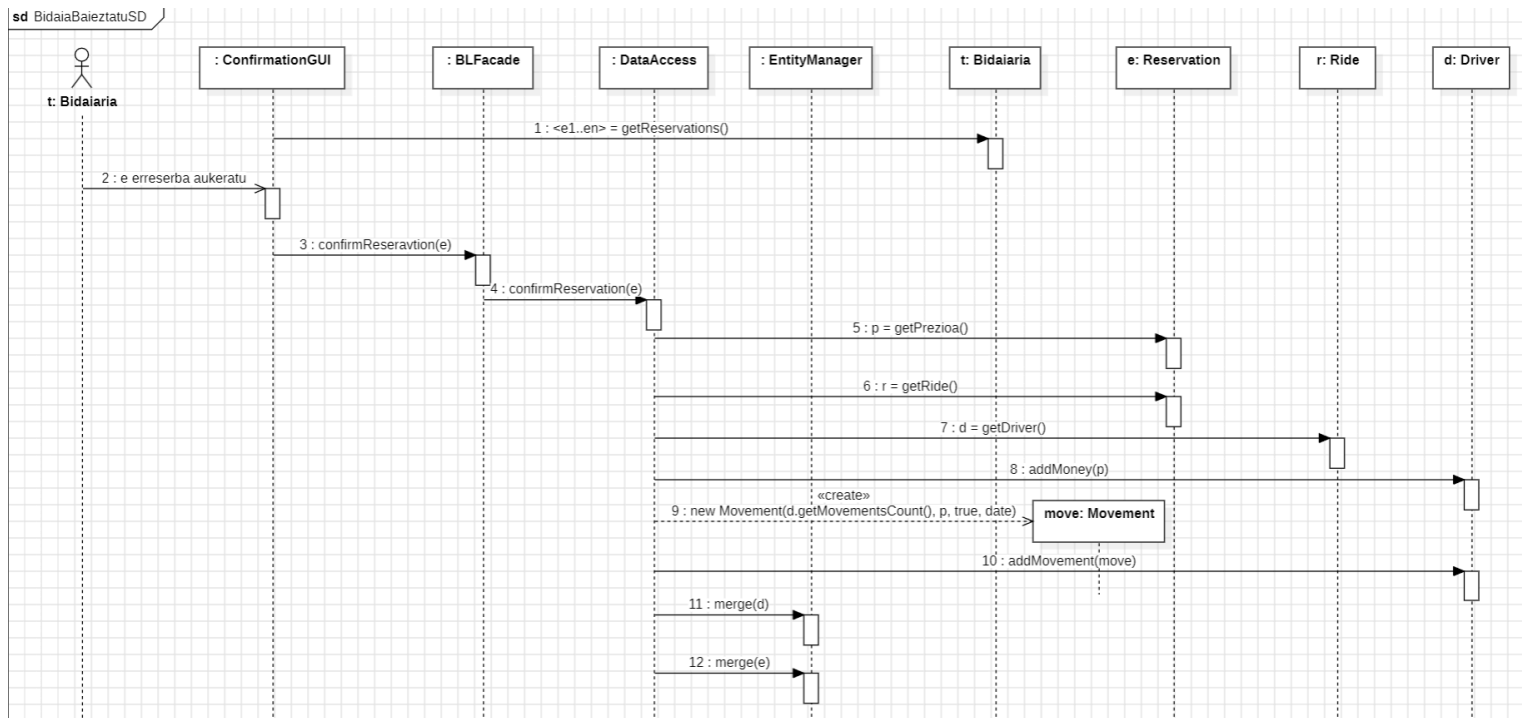 sd BidaiaBaieztatuSD
t: Bidaiaria
: ConfirmationGUI
: BLFacade
: DataAccess
: EntityManager
t: Bidaiaria
e: Reservation
r: Ride
d: Driver
1 : <e1..en> = getReservations()
2 : e erreserba aukeratu
3 : confirmReseravtion(e)
4 : confirmReservation(e)
5 : p = getPrezioa()
6 : r = getRide()
7 : d = getDriver()
8 : addMoney(p)
«create»
9 : new Movement(d.getMovementsCount(), p, true, date)
move: Movement
10 : addMovement(move)
11 : merge(d)
12 : merge(e)